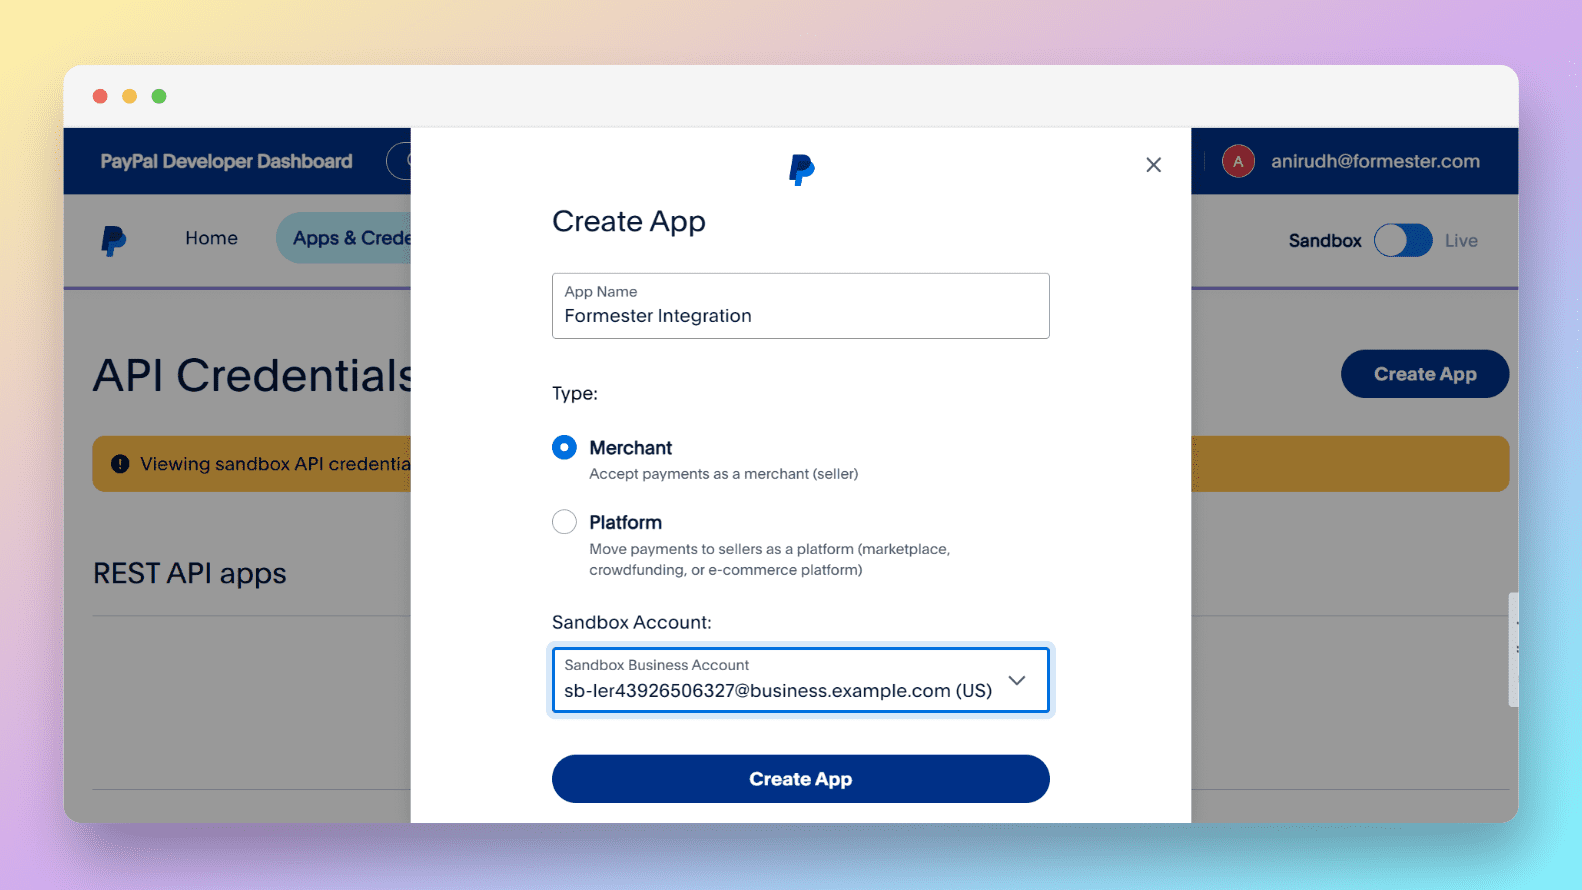 PayPal Developer Dashboard
A
anirudh@formester.com
Home
Apps & Crede
Sandbox
Live
API Credentials
Create App
Viewing sandbox API credentia
REST API apps
Create App
App Name
Formester Integration
Type:
Merchant
Accept payments as a merchant (seller)
Platform
Move payments to sellers as a platform (marketplace,
crowdfunding, or e-commerce platform)
Sandbox Account:
Sandbox Business Account
sb-ler43926506327@business.example.com (US)
Create App